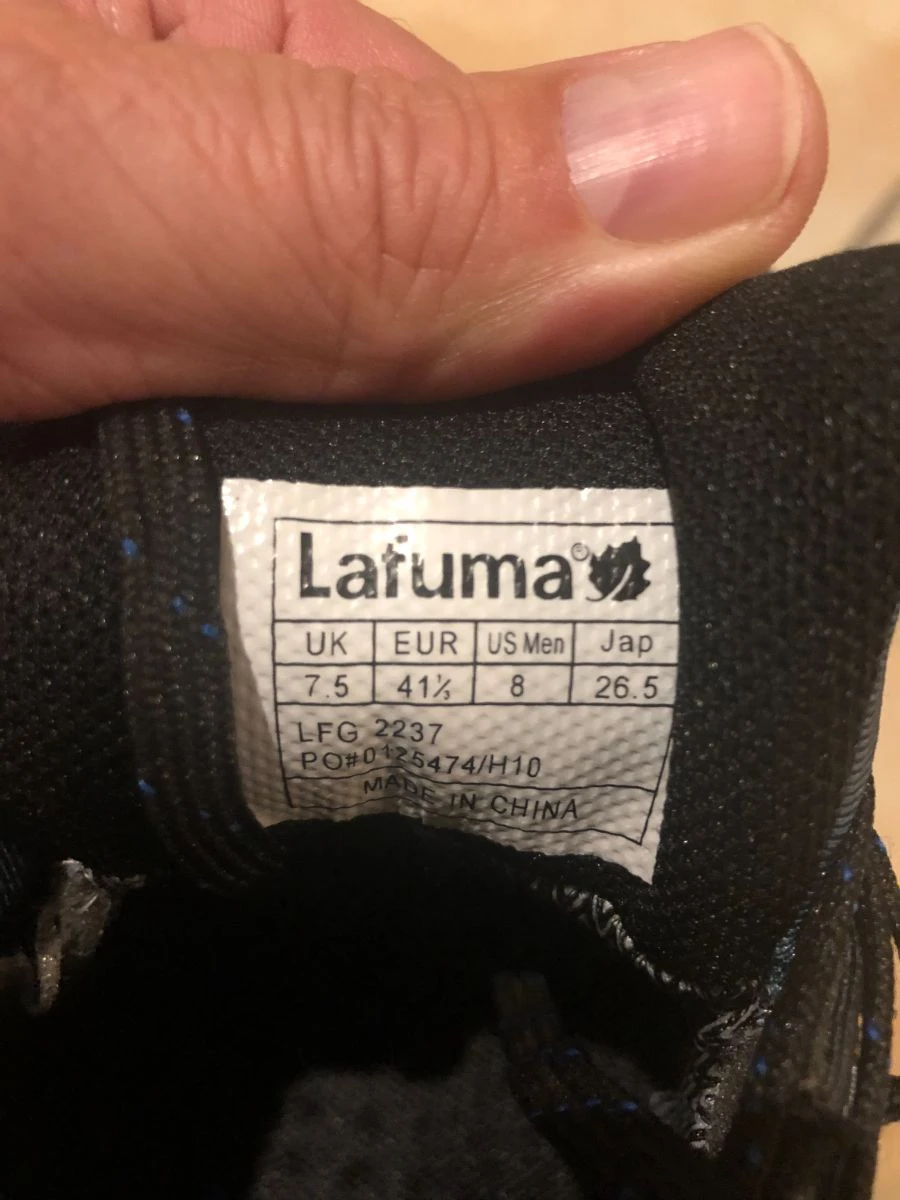 Lafuma®
UK EUR US Men Jap
7.5 41⅓ 8 26.5
LFG 2237
PO#0125474/H10
MADE IN CHINA